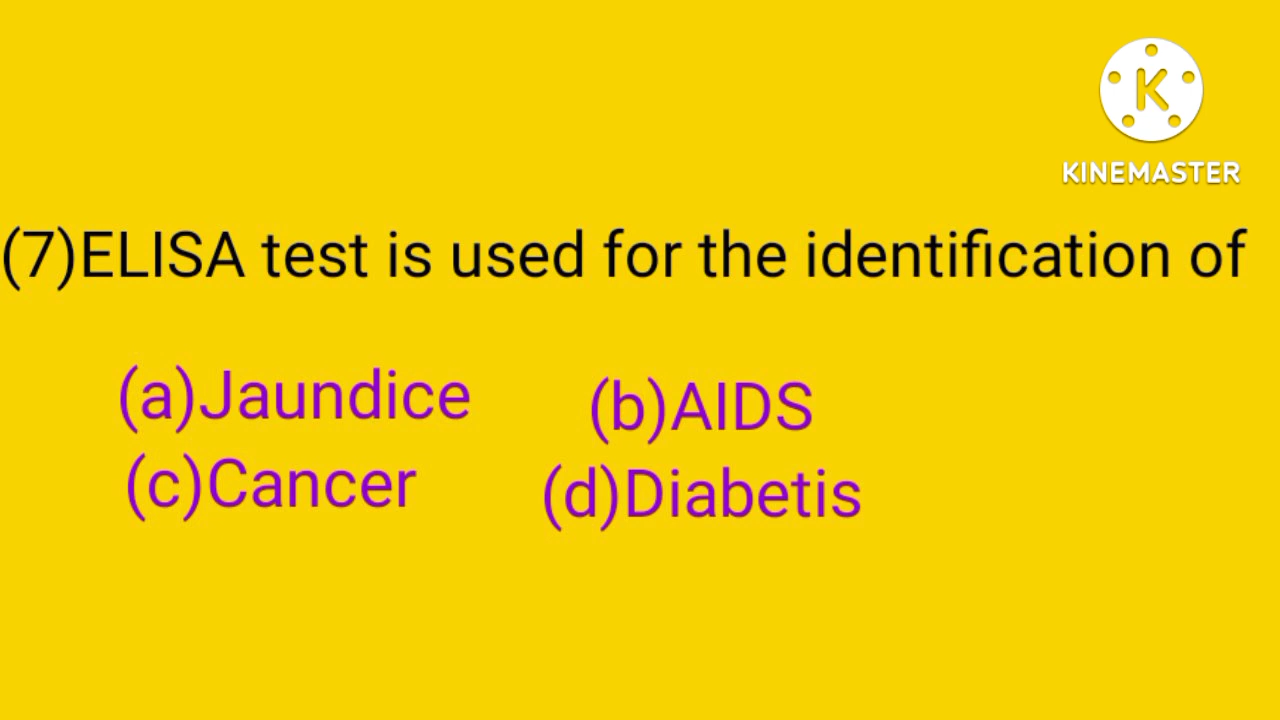 K
KINEMASTER
(7)ELISA test is used for the identification of
(a)Jaundice (b)AIDS
(c)Cancer (d)Diabetis